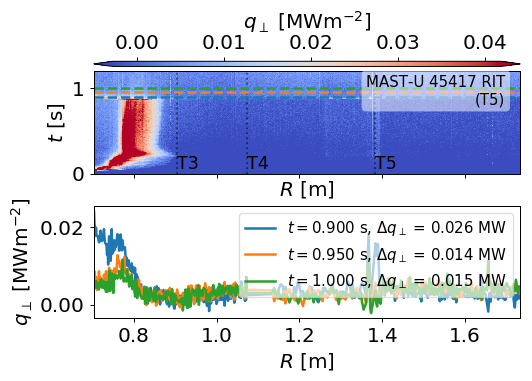 q⊥ [MWm−2]
0.00 0.01 0.02 0.03 0.04
MAST-U 45417 RIT
(T5)
1
t [s]
T3 T4 T5
0
R [m]
0.02
q⊥ [MWm−2]
t = 0.900 s, Δq⊥ = 0.026 MW
t = 0.950 s, Δq⊥ = 0.014 MW
t = 1.000 s, Δq⊥ = 0.015 MW
0.00
0.8 1.0 1.2 1.4 1.6
R [m]